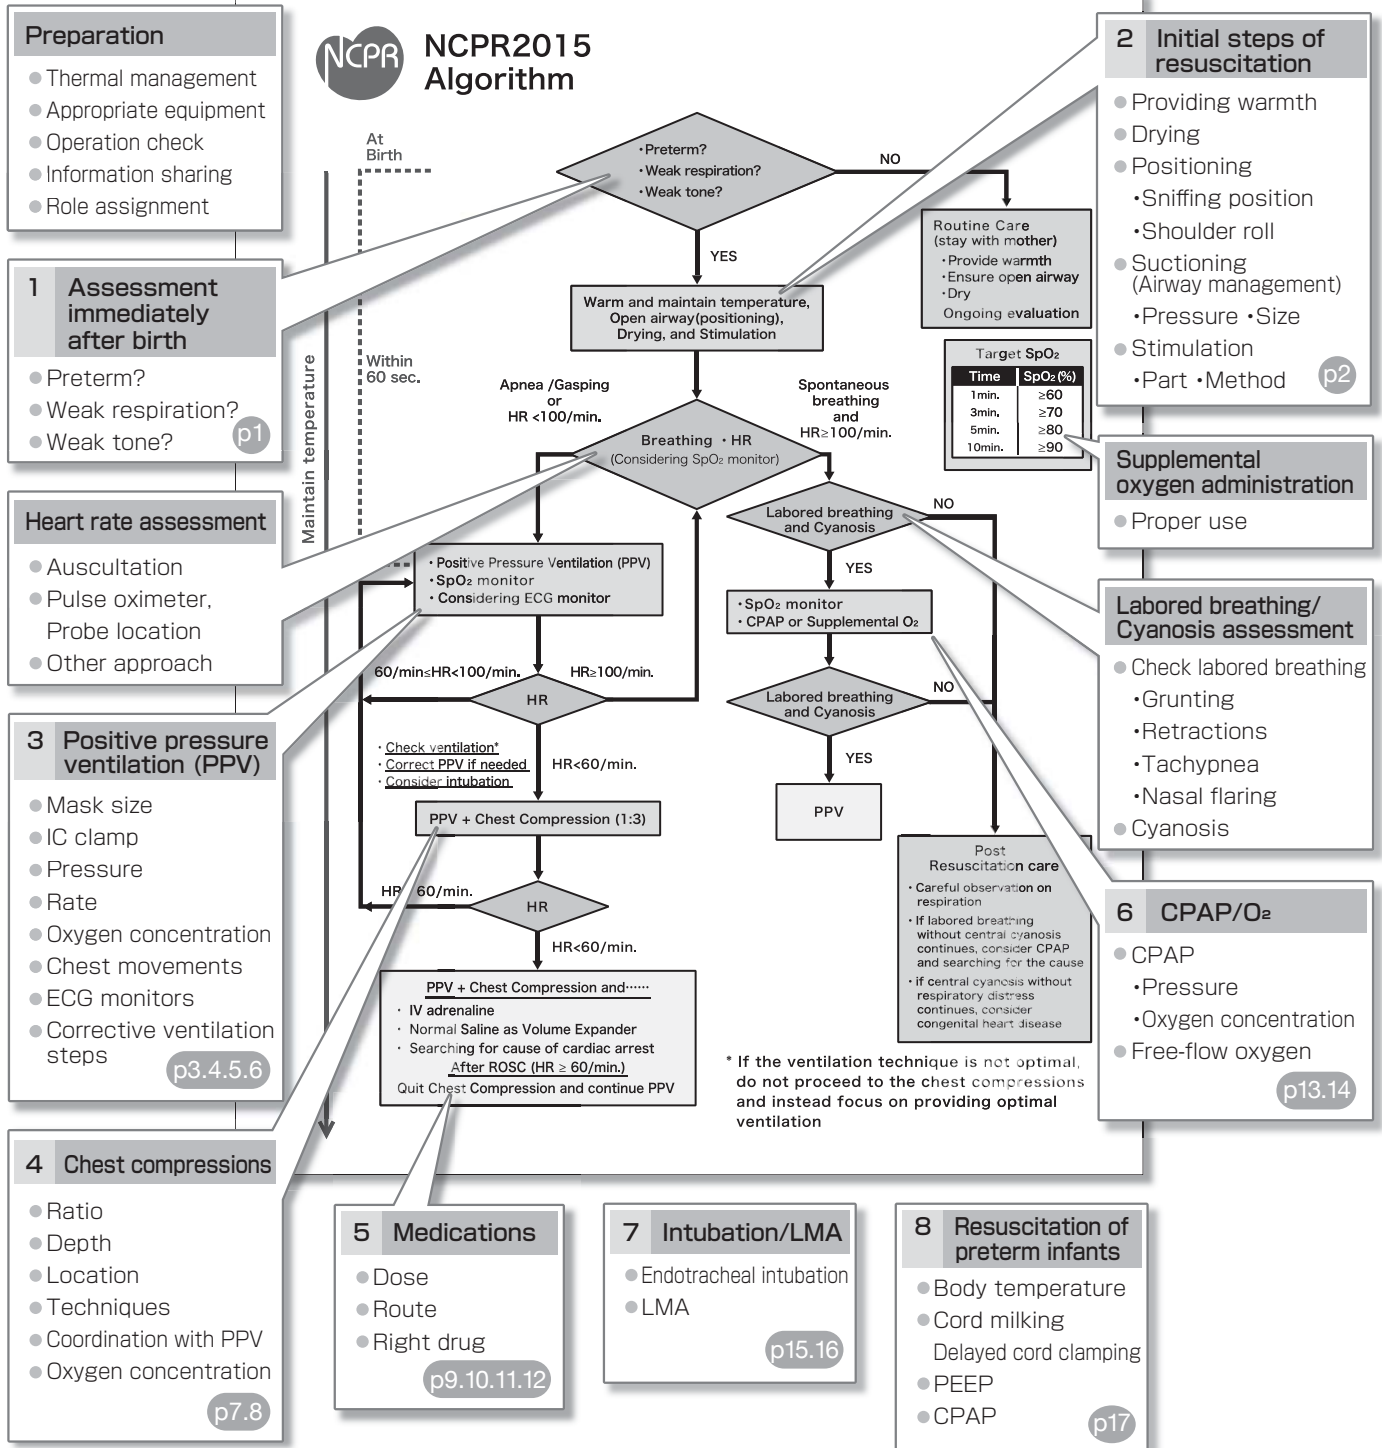 Preparation
Thermal management
Appropriate equipment
Operation check
Information sharing
Role assignment
NCPR
NCPR2015
Algorithm
2 Initial steps of
resuscitation
Providing warmth
Drying
Positioning
・Sniffing position
・Shoulder roll
Suctioning
(Airway management)
・Pressure ・Size
Stimulation
・Part ・Method
p2
1 Assessment
immediately
after birth
Preterm?
Weak respiration?
Weak tone?
p1
Heart rate assessment
Auscultation
Pulse oximeter,
Probe location
Other approach
3 Positive pressure
ventilation (PPV)
Mask size
IC clamp
Pressure
Rate
Oxygen concentration
Chest movements
ECG monitors
Corrective ventilation
steps
p3.4.5.6
4 Chest compressions
Ratio
Depth
Location
Techniques
Coordination with PPV
Oxygen concentration
p7.8
Maintain temperature
At
Birth
Within
60 sec.
・Preterm?
・Weak respiration?
・Weak tone?
NO
YES
Routine Care
(stay with mother)
・Provide warmth
・Ensure open airway
・Dry
Ongoing evaluation
Warm and maintain temperature,
Open airway(positioning),
Drying, and Stimulation
Target SpO₂
Time SpO₂(%)
1min. ≥60
3min. ≥70
5min. ≥80
10min. ≥90
Apnea /Gasping
or
HR <100/min.
Spontaneous
breathing
and
HR≥100/min.
Breathing ・HR
(Considering SpO₂ monitor)
Labored breathing
and Cyanosis
NO
YES
・Positive Pressure Ventilation (PPV)
・SpO₂ monitor
・Considering ECG monitor
・SpO₂ monitor
・CPAP or Supplemental O₂
60/min≤HR<100/min.
HR≥100/min.
HR
Labored breathing
and Cyanosis
NO
YES
・Check ventilation*
・Correct PPV if needed
・Consider intubation
HR<60/min.
PPV
PPV + Chest Compression (1:3)
HR 60/min.
HR
HR<60/min.
PPV + Chest Compression and……
・IV adrenaline
・Normal Saline as Volume Expander
・Searching for cause of cardiac arrest
After ROSC (HR ≥ 60/min.)
Quit Chest Compression and continue PPV
Post
Resuscitation care
・Careful observation on
respiration
・If labored breathing
without central cyanosis
continues, consider CPAP
and searching for the cause
・if central cyanosis without
respiratory distress
continues, consider
congenital heart disease
* If the ventilation technique is not optimal,
do not proceed to the chest compressions
and instead focus on providing optimal
ventilation
Supplemental
oxygen administration
Proper use
Labored breathing/
Cyanosis assessment
Check labored breathing
・Grunting
・Retractions
・Tachypnea
・Nasal flaring
Cyanosis
6 CPAP/O₂
CPAP
・Pressure
・Oxygen concentration
Free-flow oxygen
p13.14
5 Medications
Dose
Route
Right drug
p9.10.11.12
7 Intubation/LMA
Endotracheal intubation
LMA
p15.16
8 Resuscitation of
preterm infants
Body temperature
Cord milking
Delayed cord clamping
PEEP
CPAP
p17